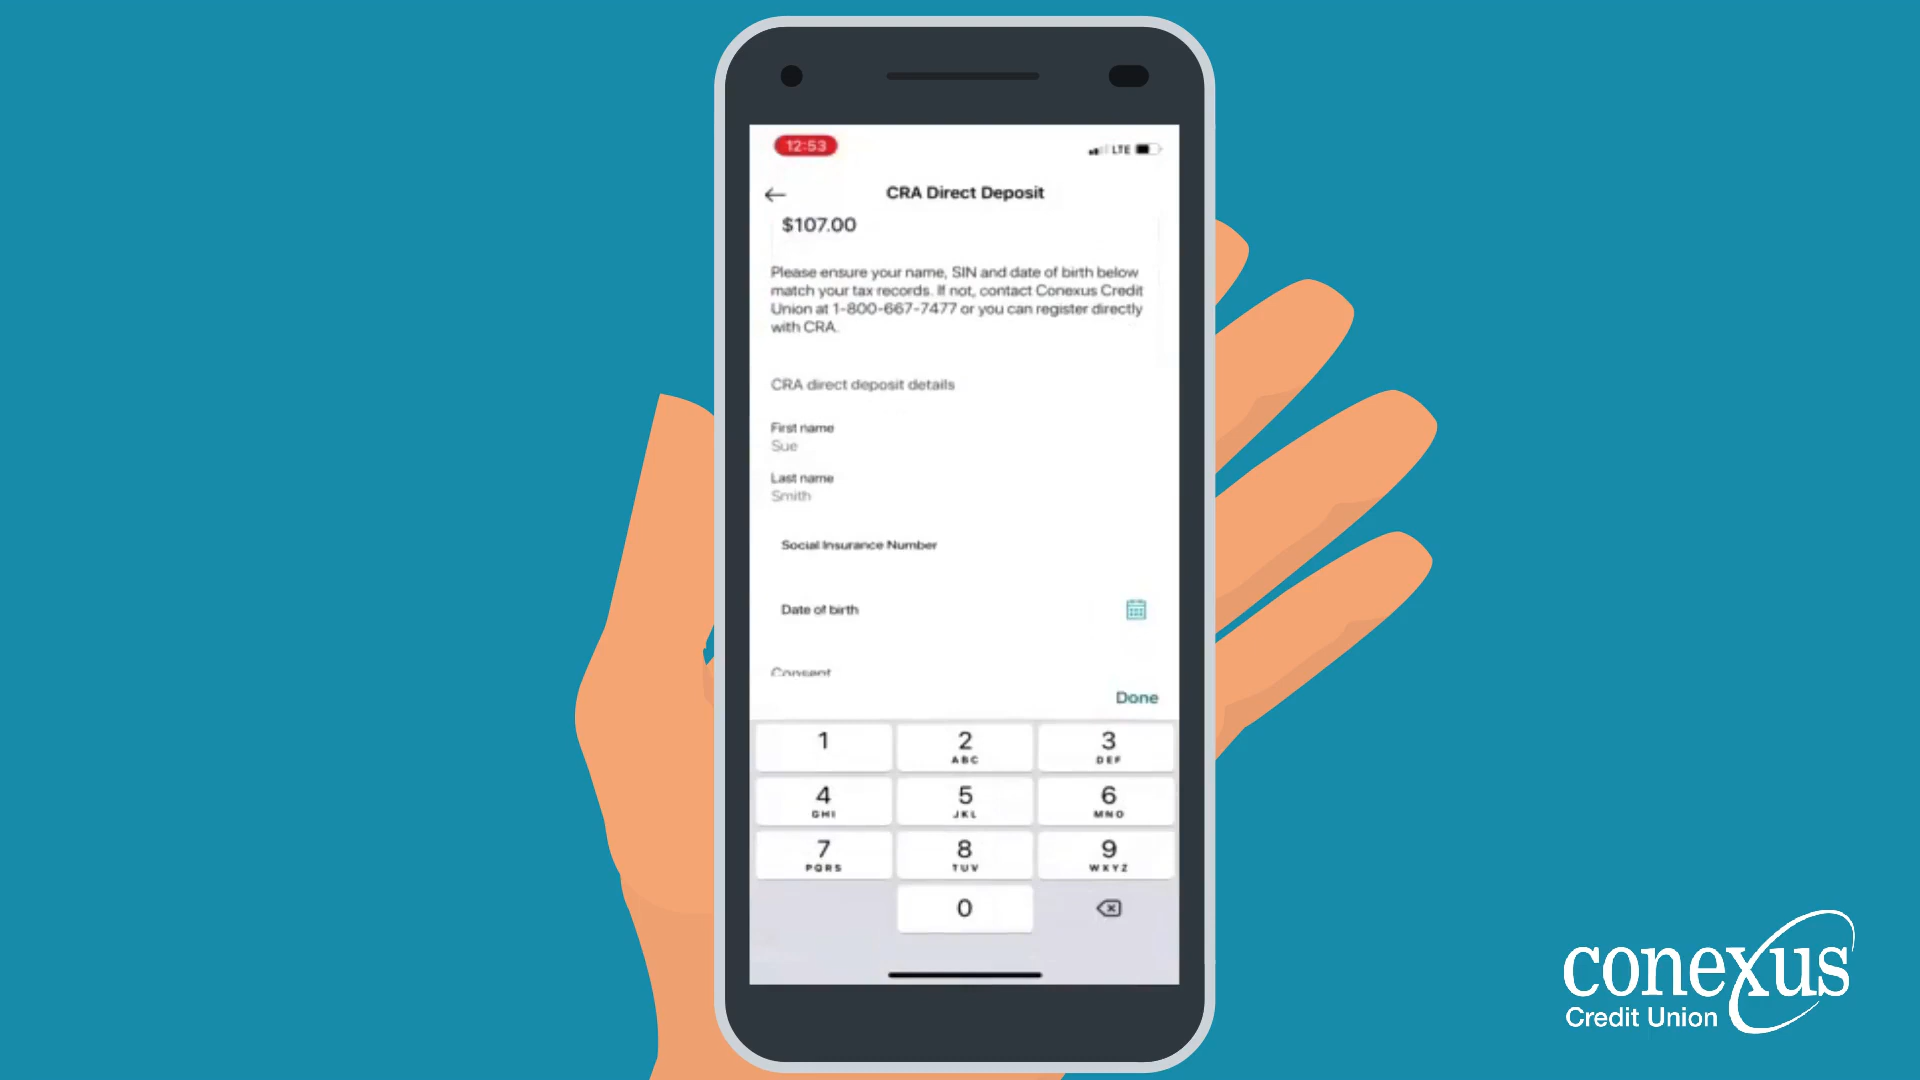 12:53
LTE
CRA Direct Deposit
$107.00
Please ensure your name, SIN and date of birth below
match your tax records. If not, contact Conexus Credit
Union at 1-800-667-7477 or you can register directly
with CRA.
CRA direct deposit details
First name
Sue
Last name
Smith
Social Insurance Number
Date of birth
Consent
Done
1
2
ABC
3
DEF
4
GHI
5
JKL
6
MNO
7
PQRS
8
TUV
9
WXYZ
0
conexus
Credit Union